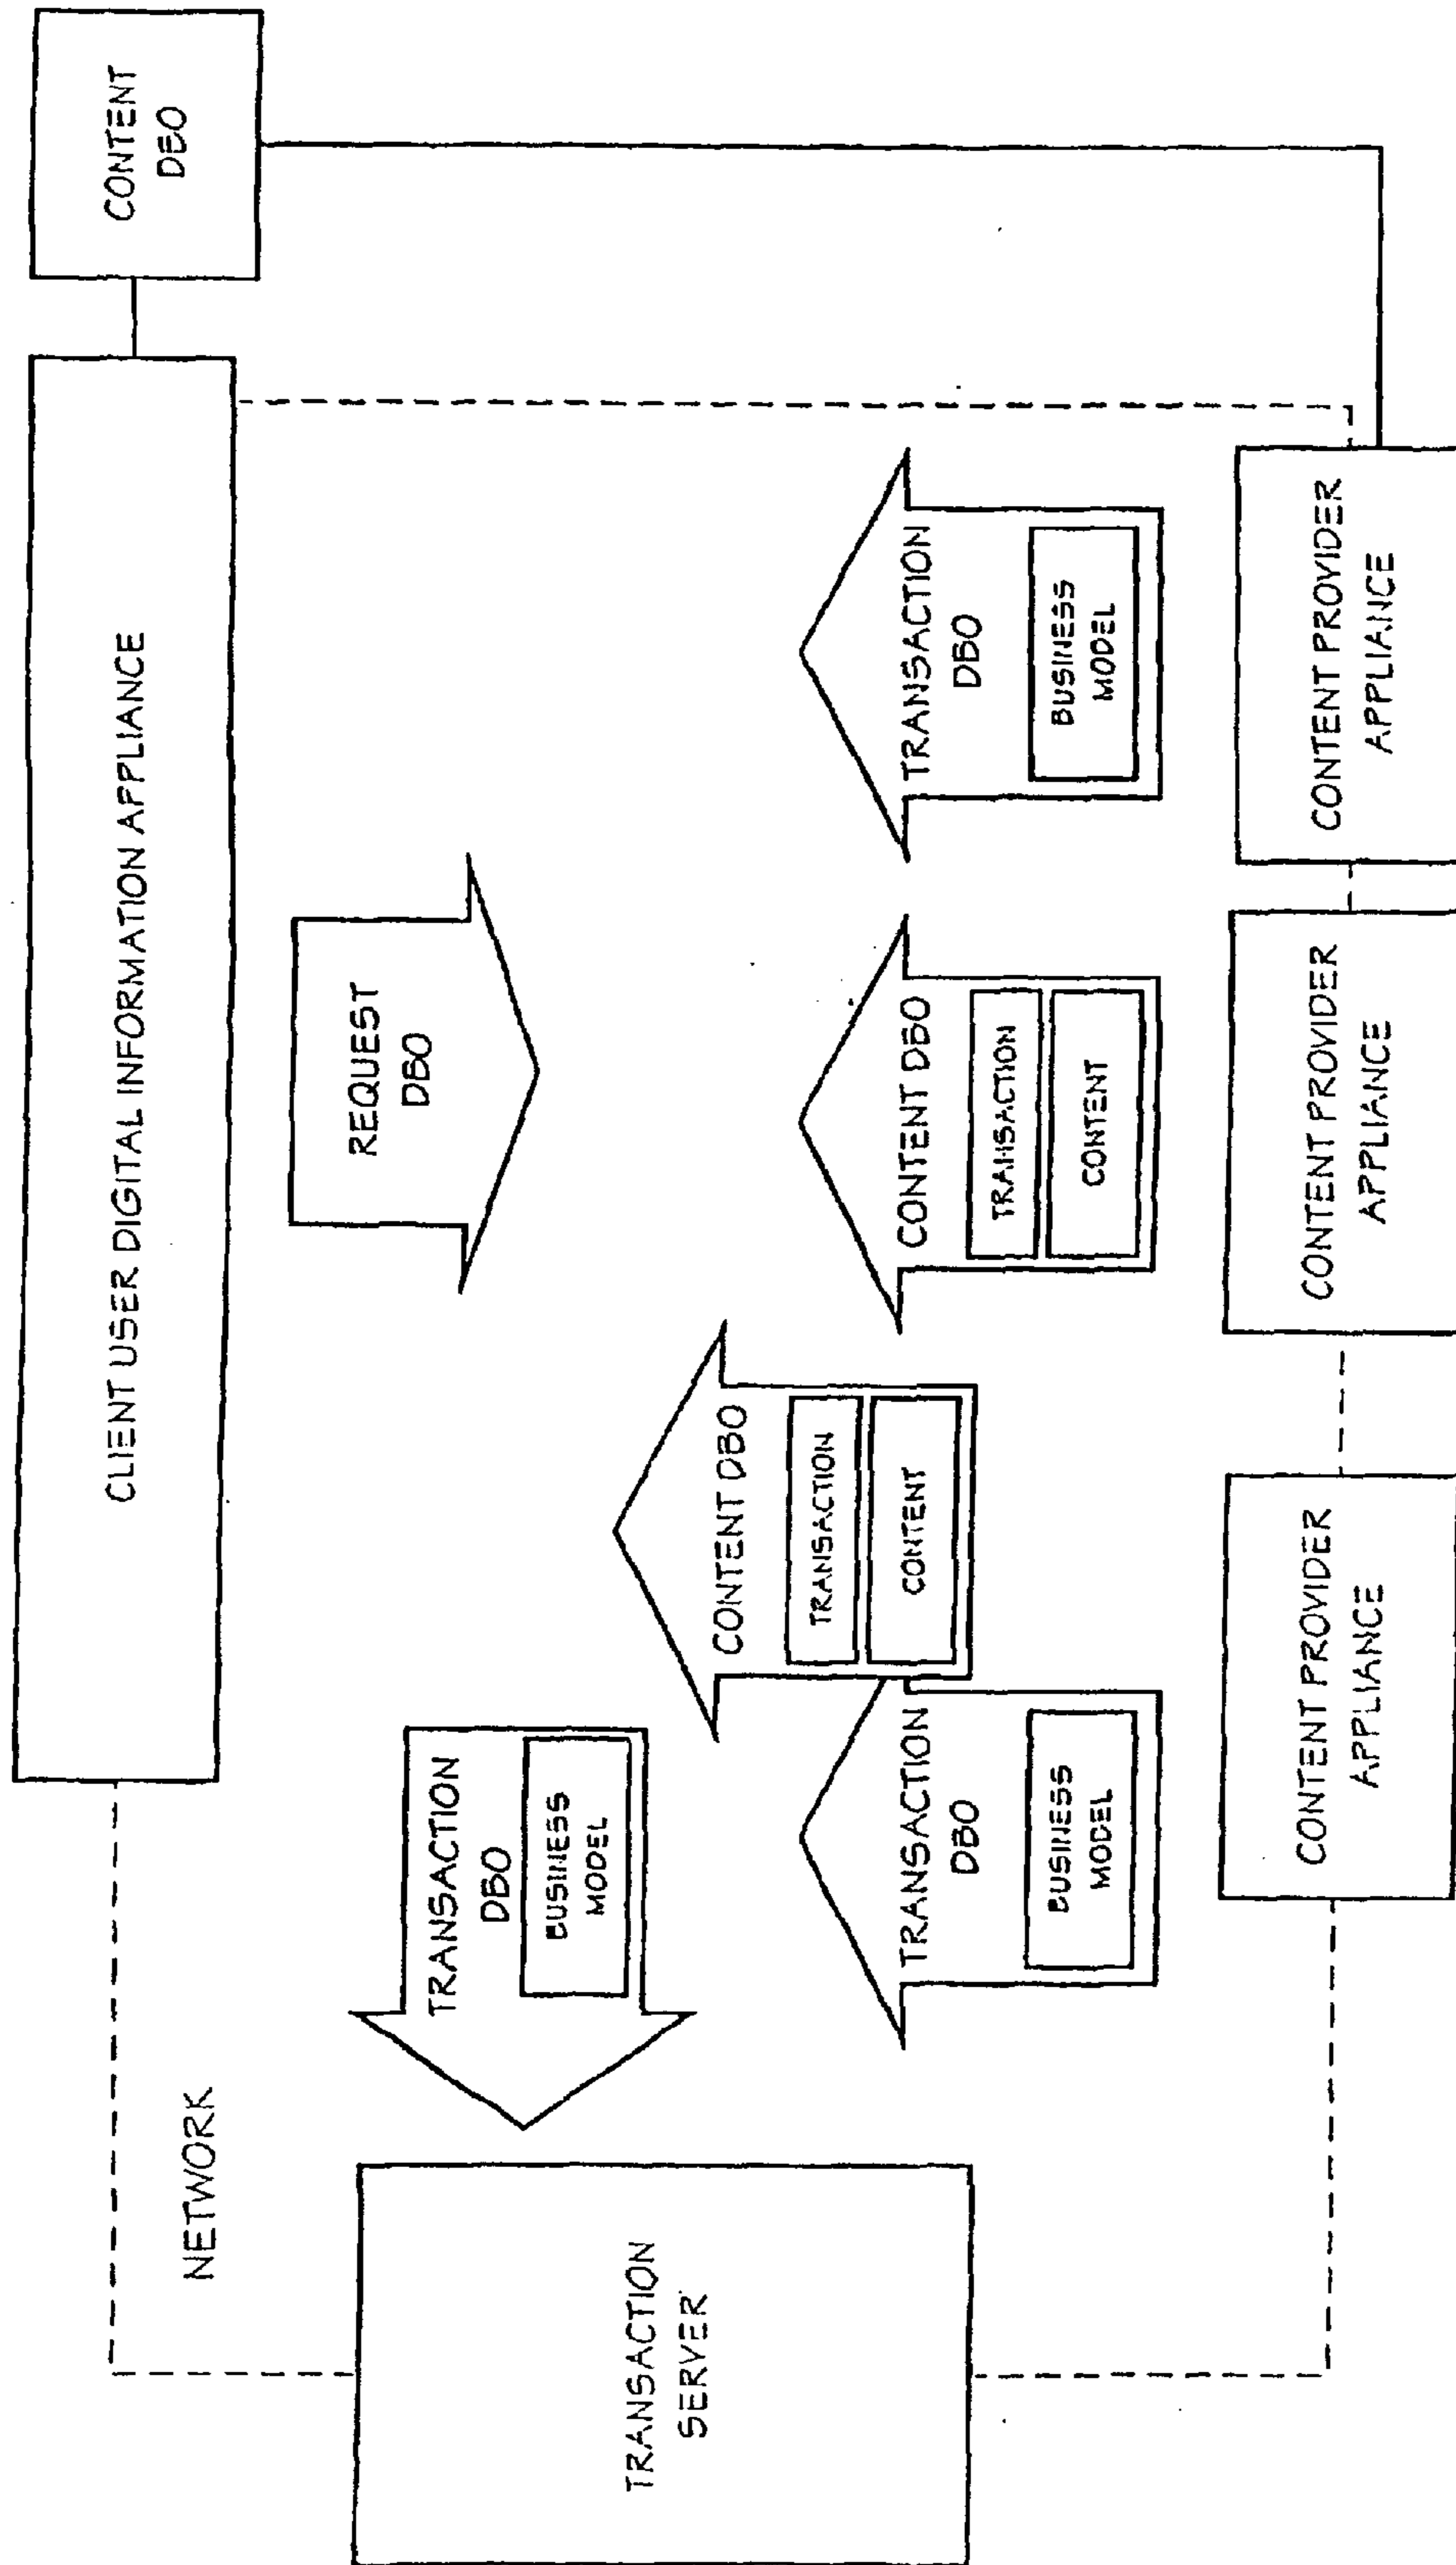 CLIENT USER DIGITAL INFORMATION APPLIANCE
CONTENT
DBO
NETWORK
REQUEST
DBO
TRANSACTION
DBO
BUSINESS
MODEL
TRANSACTION
SERVER
CONTENT DBO
TRANSACTION
CONTENT
TRANSACTION
DBO
BUSINESS
MODEL
CONTENT DBO
TRANSACTION
CONTENT
TRANSACTION
DBO
BUSINESS
MODEL
CONTENT PROVIDER
APPLIANCE
CONTENT PROVIDER
APPLIANCE
CONTENT PROVIDER
APPLIANCE